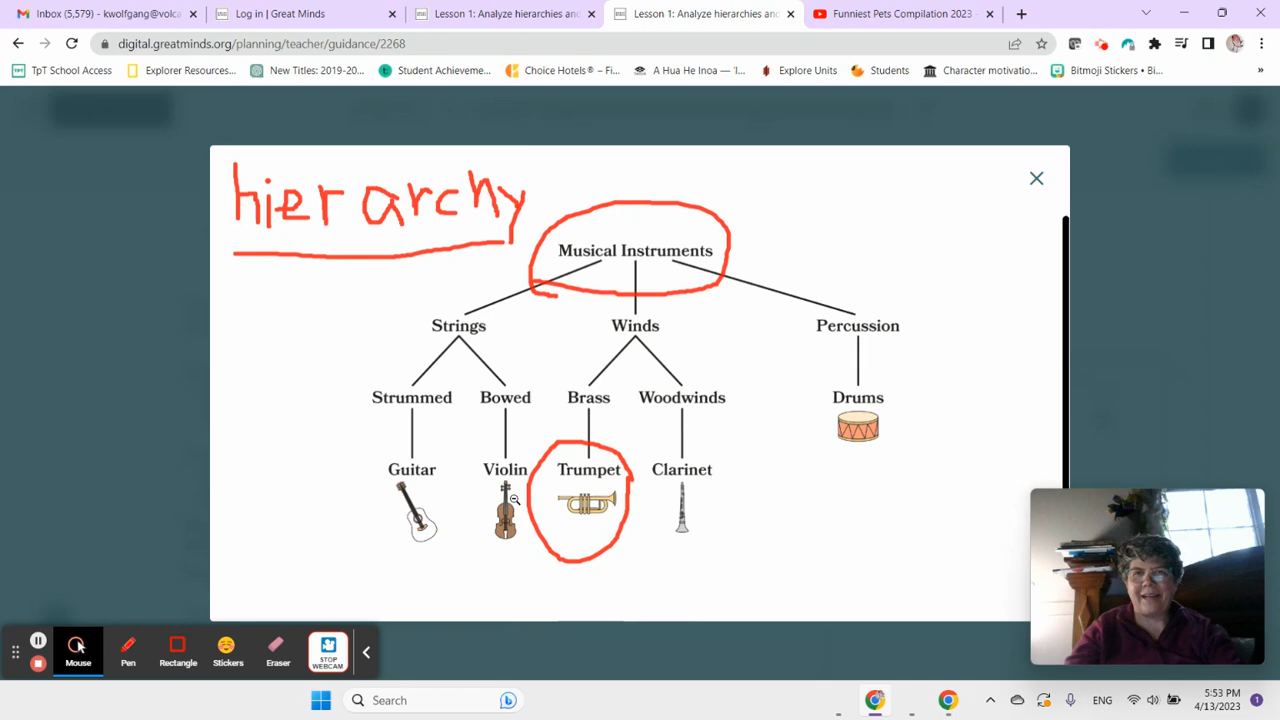 Inbox (5,579) - kwolfgang@volca
Log in | Great Minds
Lesson 1: Analyze hierarchies and
Lesson 1: Analyze hierarchies and
Funniest Pets Compilation 2023
digital.greatminds.org/planning/teacher/guidance/2268
TpT School Access
Explorer Resources...
New Titles: 2019-20...
Student Achieveme...
Choice Hotels® – Fi...
A Hua He Inoa — 'I...
Explore Units
Students
Character motivatio...
Bitmoji Stickers • Bi...
hierarchy
Musical Instruments
Strings Winds Percussion
Strummed Bowed Brass Woodwinds Drums
Guitar Violin Trumpet Clarinet
Mouse
Pen
Rectangle
Stickers
Eraser
STOP
WEBCAM
Search
ENG
5:53 PM
4/13/2023
1